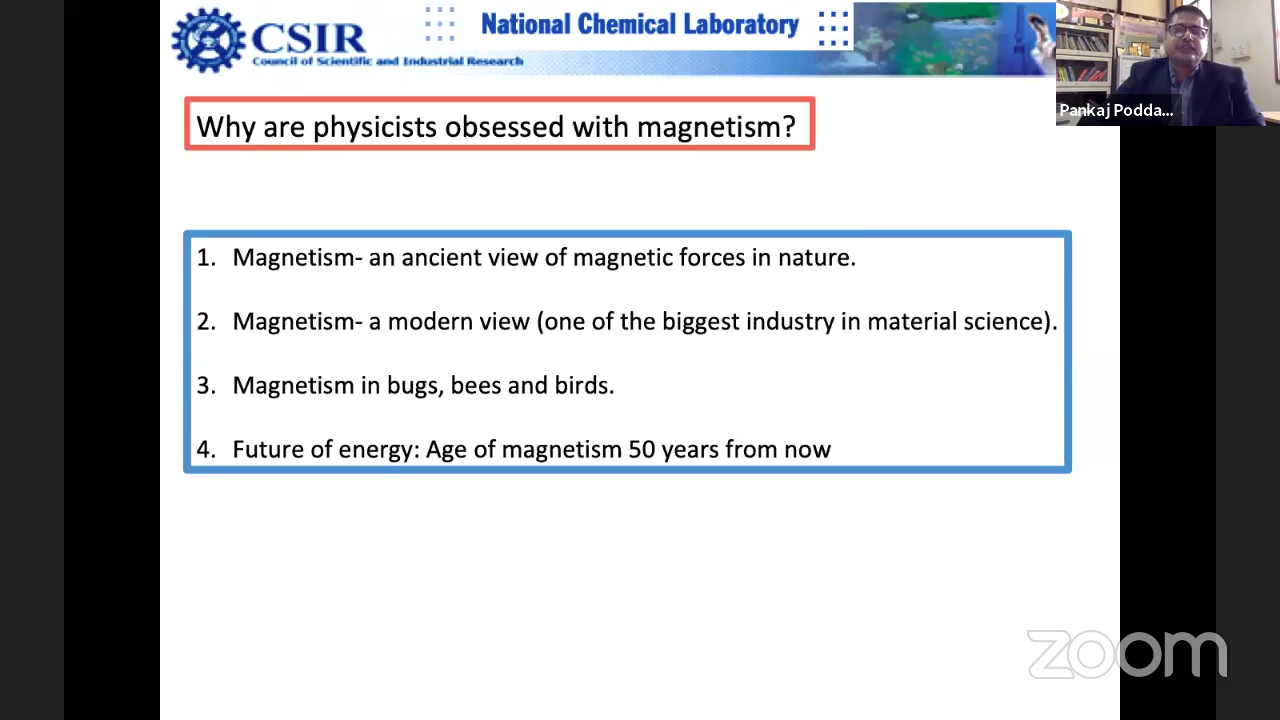 CSIR
Council of Scientific and Industrial Research
National Chemical Laboratory
Pankaj Podda...
Why are physicists obsessed with magnetism?
1. Magnetism- an ancient view of magnetic forces in nature.
2. Magnetism- a modern view (one of the biggest industry in material science).
3. Magnetism in bugs, bees and birds.
4. Future of energy: Age of magnetism 50 years from now
zoom